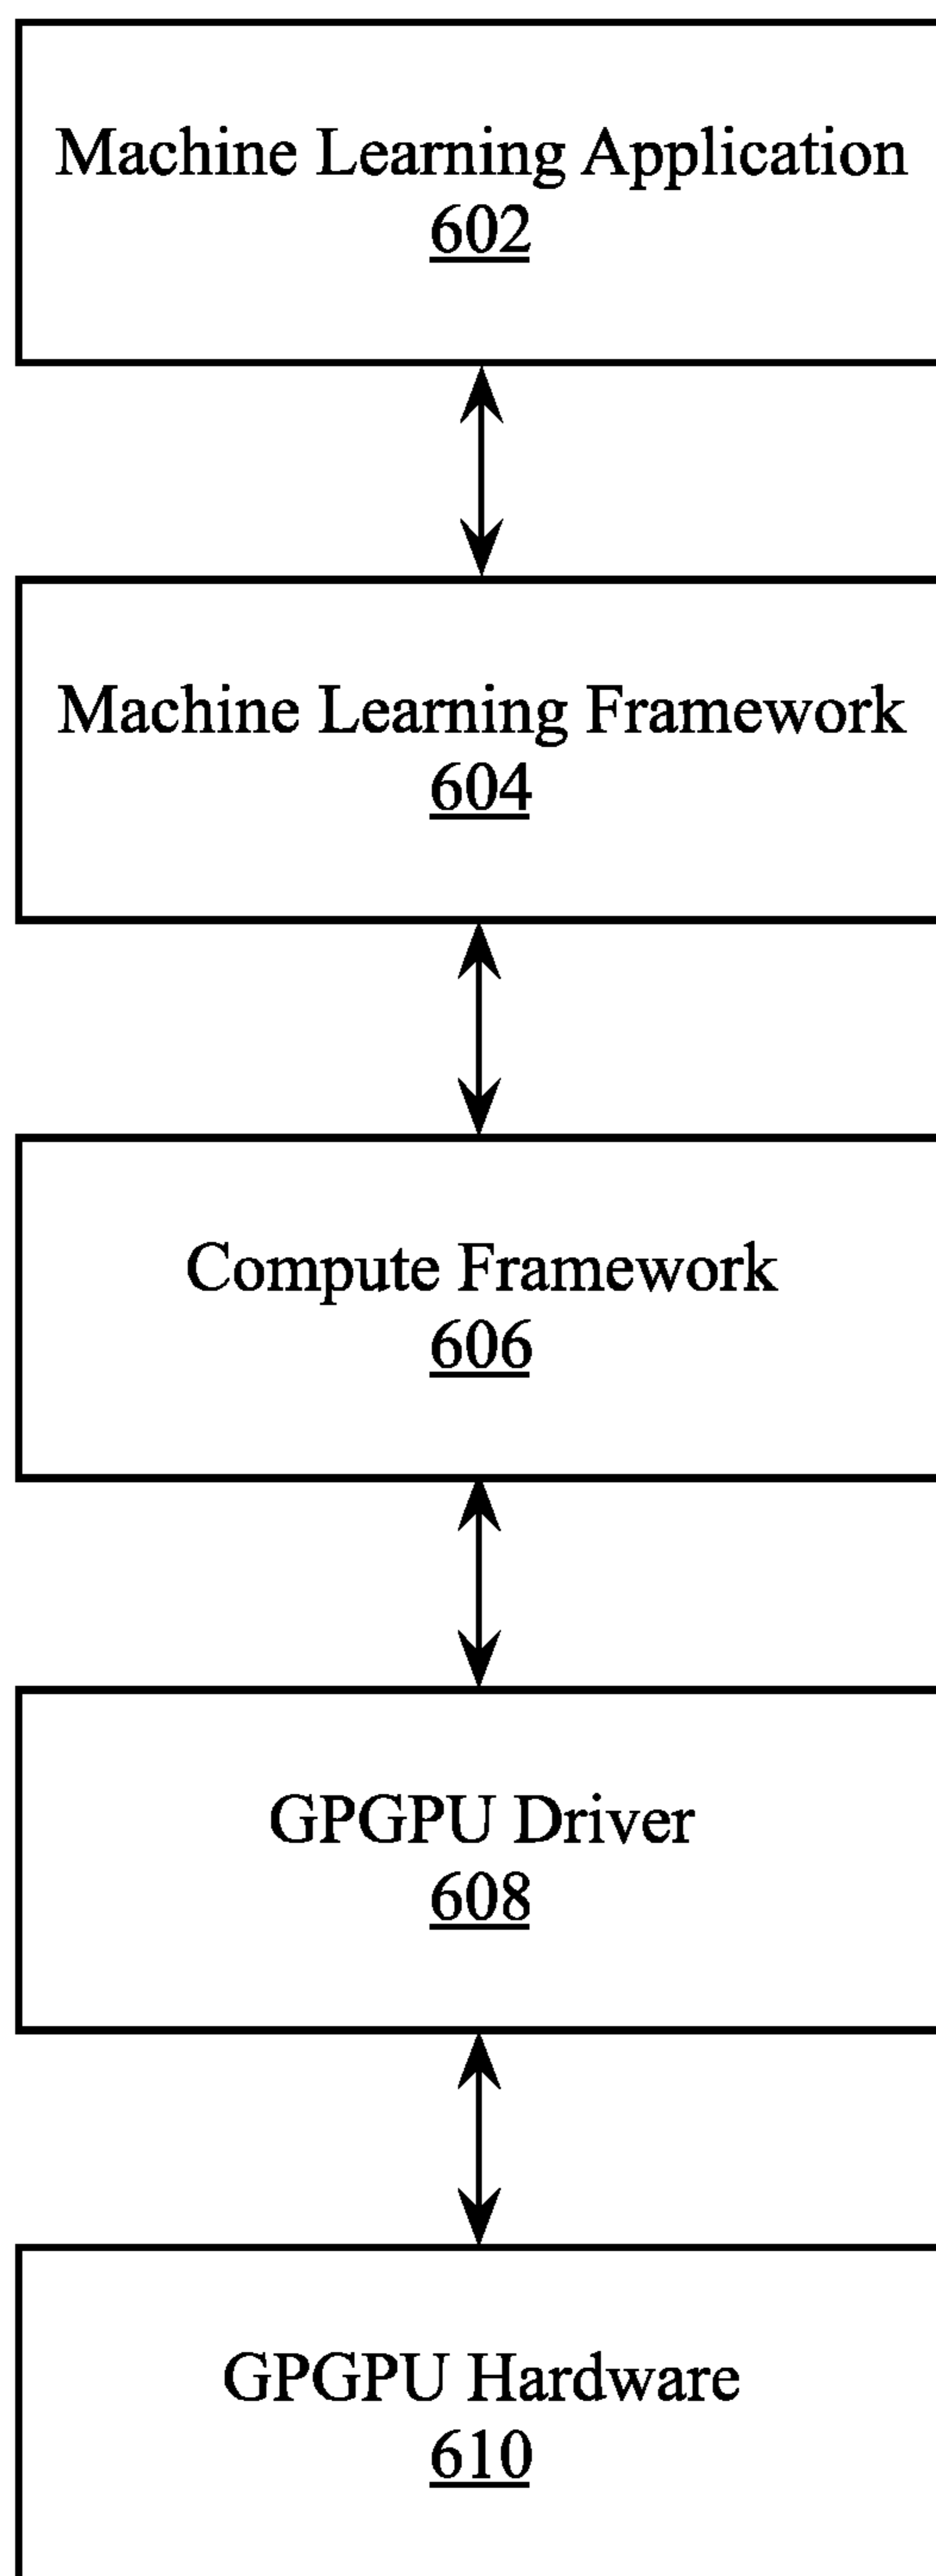 Machine Learning Application
602
Machine Learning Framework
604
Compute Framework
606
GPGPU Driver
608
GPGPU Hardware
610